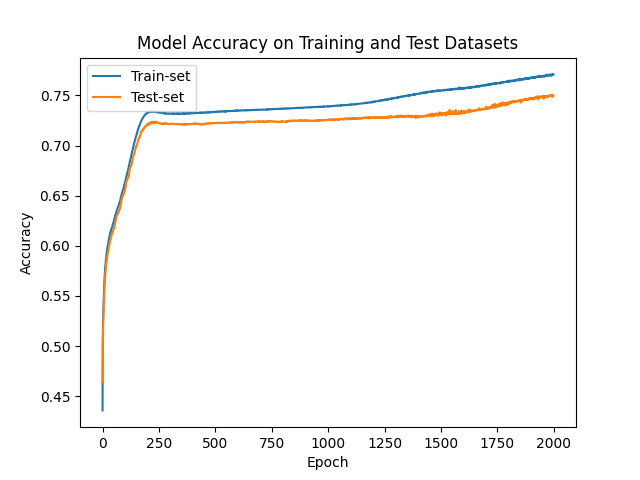 Model Accuracy on Training and Test Datasets
Train-set
Test-set
0.75
0.70
0.65
0.60
0.55
0.50
0.45
Accuracy
0 250 500 750 1000 1250 1500 1750 2000
Epoch